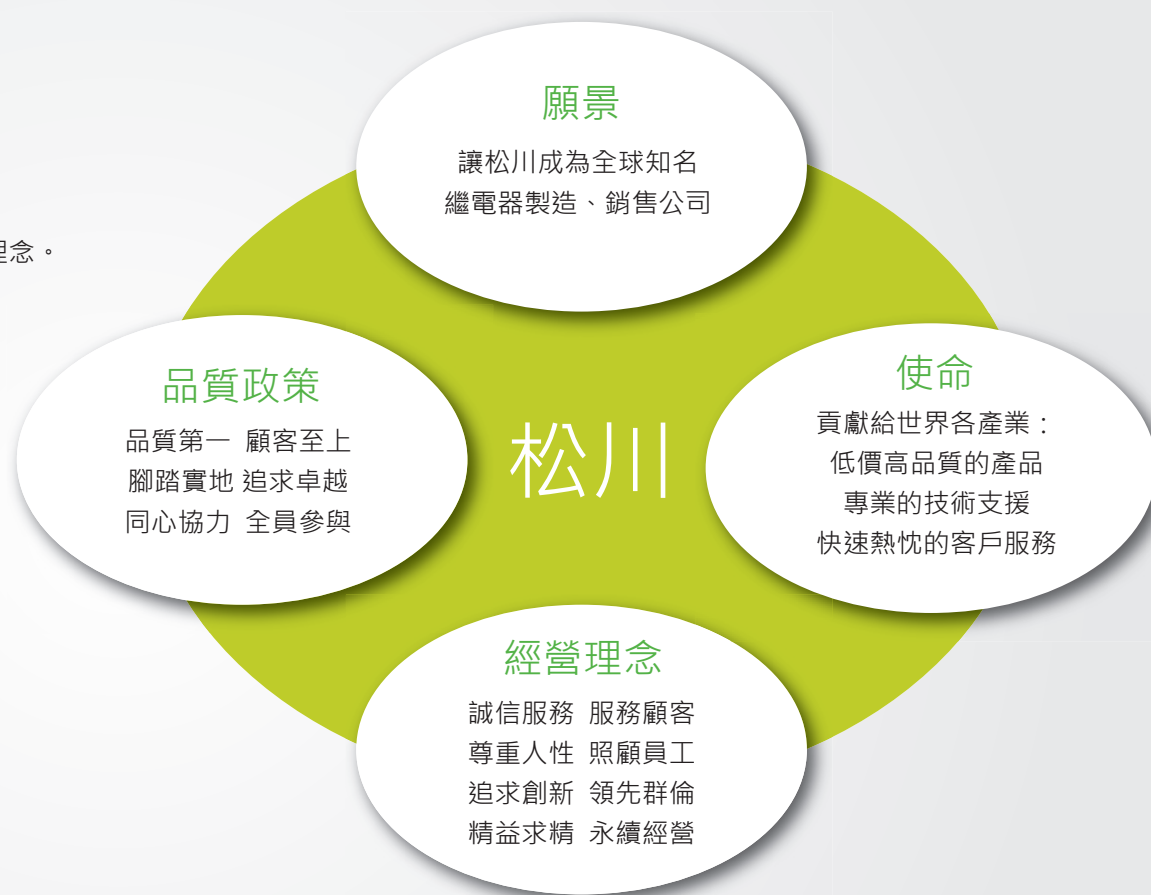 願景
讓松川成為全球知名
繼電器製造、銷售公司
理念。
品質政策
品質第一 顧客至上
腳踏實地 追求卓越
同心協力 全員參與
松川
使命
貢獻給世界各產業：
低價高品質的產品
專業的技術支援
快速熱忱的客戶服務
經營理念
誠信服務 服務顧客
尊重人性 照顧員工
追求創新 領先群倫
精益求精 永續經營